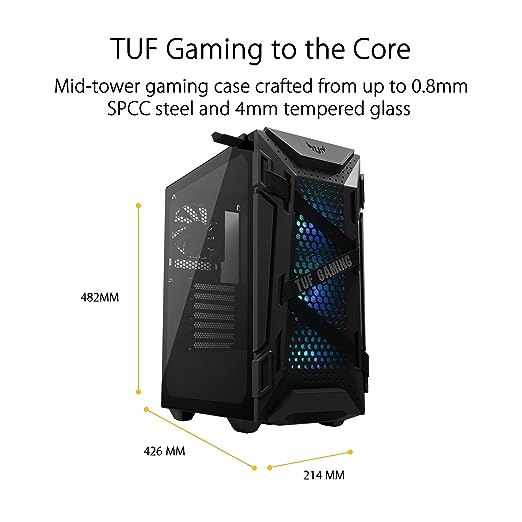 TUF Gaming to the Core
Mid-tower gaming case crafted from up to 0.8mm
SPCC steel and 4mm tempered glass
TUF
TUF GAMING
482MM
426 MM
214 MM